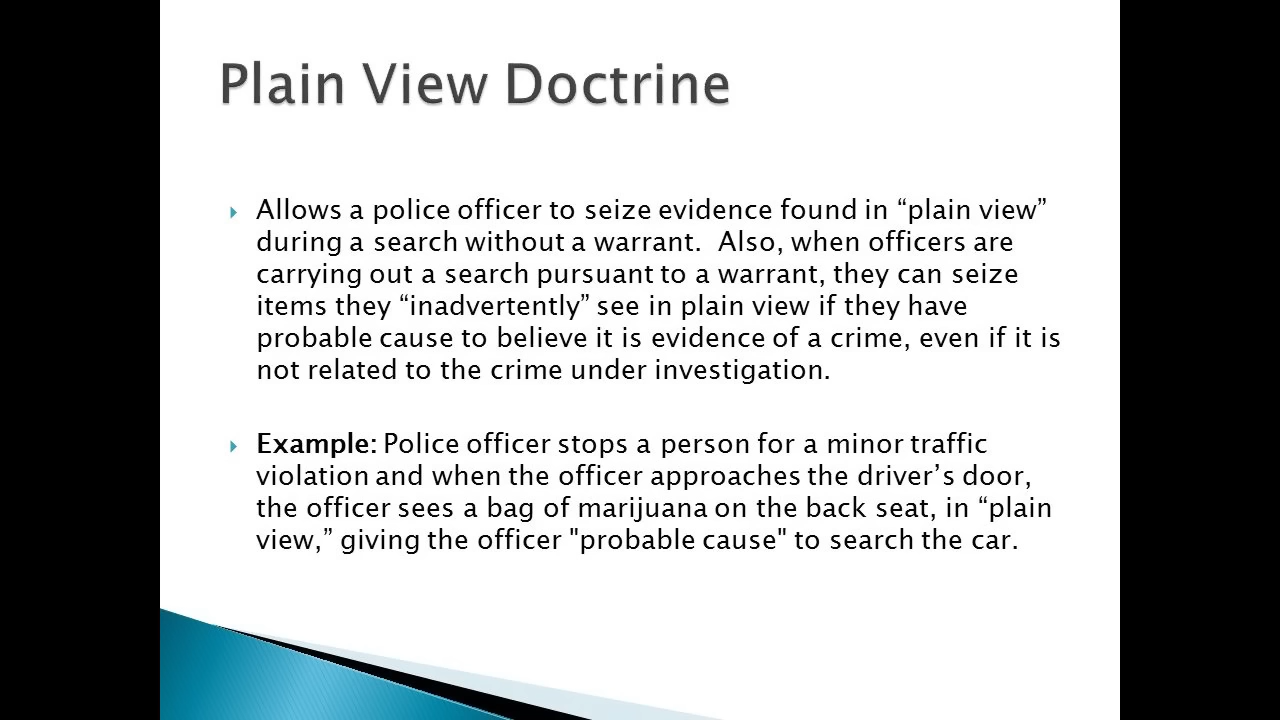 Plain View Doctrine
Allows a police officer to seize evidence found in “plain view”
during a search without a warrant.  Also, when officers are
carrying out a search pursuant to a warrant, they can seize
items they “inadvertently” see in plain view if they have
probable cause to believe it is evidence of a crime, even if it is
not related to the crime under investigation.
Example: Police officer stops a person for a minor traffic
violation and when the officer approaches the driver’s door,
the officer sees a bag of marijuana on the back seat, in “plain
view,” giving the officer "probable cause" to search the car.